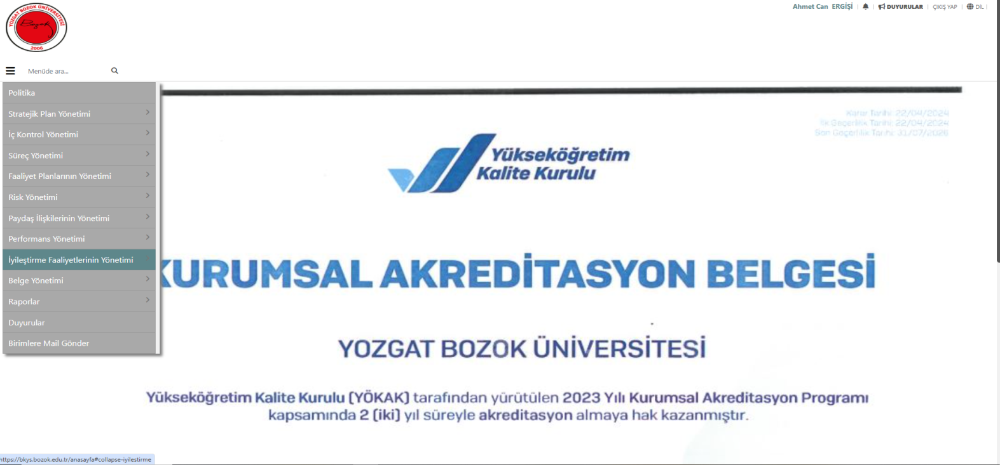 YOZGAT BOZOK ÜNİVERSİTESİ
Bozok
2006
Ahmet Can ERGİŞİ | | DUYURULAR | ÇIKIŞ YAP | DİL |
Menüde ara...
Politika
Stratejik Plan Yönetimi
İç Kontrol Yönetimi
Süreç Yönetimi
Faaliyet Planlarının Yönetimi
Risk Yönetimi
Paydaş İlişkilerinin Yönetimi
Performans Yönetimi
İyileştirme Faaliyetlerinin Yönetimi
Belge Yönetimi
Raporlar
Duyurular
Birimlere Mail Gönder
Karar Tarihi: 22/04/2024
İlk Geçerlilik Tarihi: 22/04/2024
Son Geçerlilik Tarihi: 31/07/2026
Yükseköğretim
Kalite Kurulu
KURUMSAL AKREDİTASYON BELGESİ
YOZGAT BOZOK ÜNİVERSİTESİ
Yükseköğretim Kalite Kurulu (YÖKAK) tarafından yürütülen 2023 Yılı Kurumsal Akreditasyon Programı
kapsamında 2 (iki) yıl süreyle akreditasyon almaya hak kazanmıştır.
https://bkys.bozok.edu.tr/anasayfa#collapse-iyilestirme